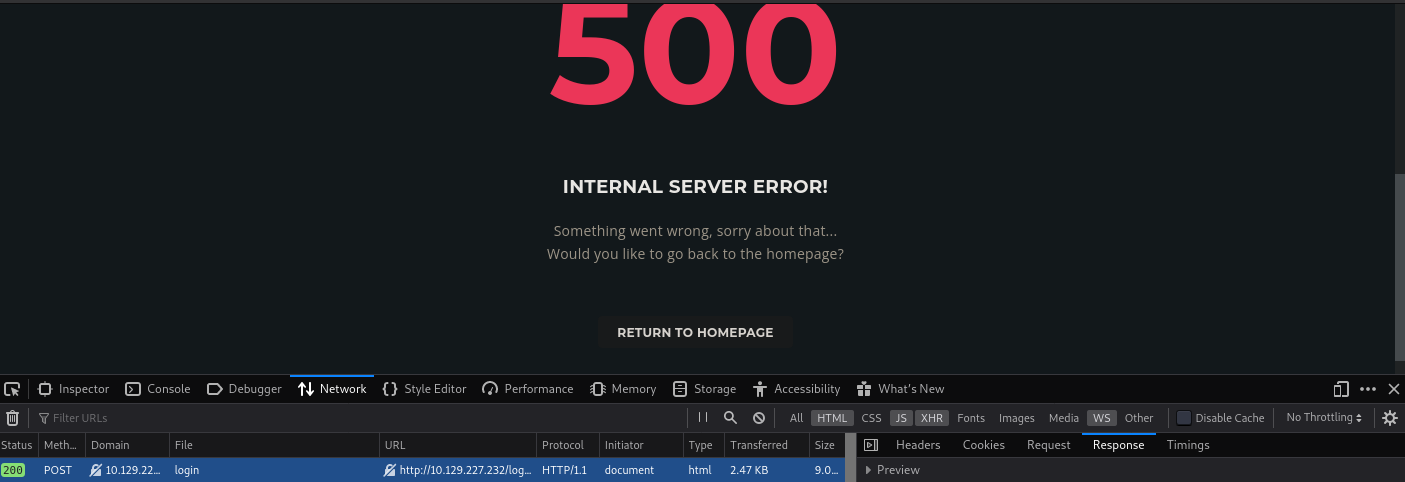 500
INTERNAL SERVER ERROR!
Something went wrong, sorry about that...
Would you like to go back to the homepage?
RETURN TO HOMEPAGE
Inspector Console Debugger Network Style Editor Performance Memory Storage Accessibility What's New
Filter URLs All HTML CSS JS XHR Fonts Images Media WS Other Disable Cache No Throttling
Status Meth... Domain File URL Protocol Initiator Type Transferred Size Headers Cookies Request Response Timings
200 POST 10.129.22... login http://10.129.227.232/log... HTTP/1.1 document html 2.47 KB 9.0... Preview